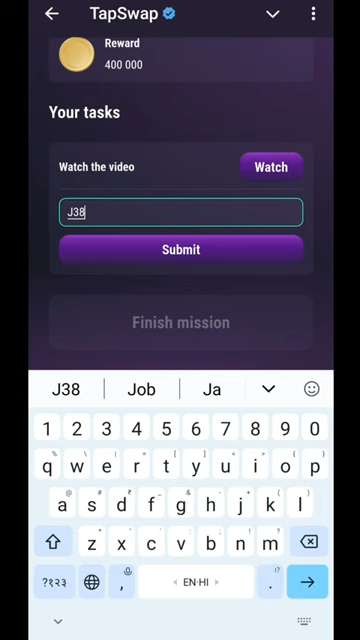 TapSwap
Reward
400 000
Your tasks
Watch the video
Watch
J38
Submit
Finish mission
J38 Job Ja
1 2 3 4 5 6 7 8 9 0
q w e r t y u i o p
a s d f g h j k l
z x c v b n m
?१२३ , EN·HI .